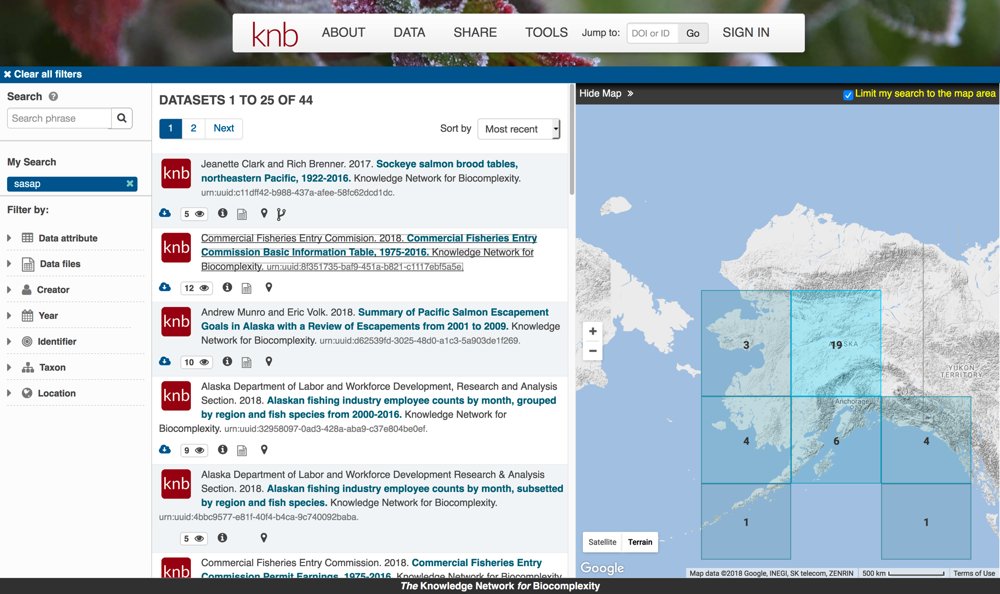 knb ABOUT DATA SHARE TOOLS Jump to: DOI or ID Go SIGN IN
✖ Clear all filters
Search
Search phrase
My Search
sasap
Filter by:
Data attribute
Data files
Creator
Year
Identifier
Taxon
Location
DATASETS 1 TO 25 OF 44
1 2 Next
Sort by Most recent
knb
Jeanette Clark and Rich Brenner. 2017. Sockeye salmon brood tables,
northeastern Pacific, 1922-2016. Knowledge Network for Biocomplexity.
urn:uuid:c11dff42-b988-437a-afee-58fc62dcd1dc.
5
knb
Commercial Fisheries Entry Commision. 2018. Commercial Fisheries Entry
Commission Basic Information Table, 1975-2016. Knowledge Network for
Biocomplexity. urn:uuid:8f351735-baf9-451a-b821-c1117ebf5a5e.
12
knb
Andrew Munro and Eric Volk. 2018. Summary of Pacific Salmon Escapement
Goals in Alaska with a Review of Escapements from 2001 to 2009. Knowledge
Network for Biocomplexity. urn:uuid:d62539fd-3025-48d0-a1c3-5a903de1f269.
10
knb
Alaska Department of Labor and Workforce Development, Research and Analysis
Section. 2018. Alaskan fishing industry employee counts by month, grouped
by region and fish species from 2000-2016. Knowledge Network for
Biocomplexity. urn:uuid:32958097-0ad3-428a-aba9-c37e804be0ef.
9
knb
Alaska Department of Labor and Workforce Development Research & Analysis
Section. 2018. Alaskan fishing industry employee counts by month, subsetted
by region and fish species. Knowledge Network for Biocomplexity.
urn:uuid:4bbc9577-e81f-40f4-b4ca-9c740092baba.
5
knb
Commercial Fisheries Entry Commission. 2018. Commercial Fisheries Entry
Commission Permit Earnings, 1975-2016. Knowledge Network for Biocomplexity
Hide Map »
Limit my search to the map area
3
19
ALASKA
YUKON
TERRITORY
Anchorage
4
6
4
1
1
+
−
Satellite Terrain
Google
Map data ©2018 Google, INEGI, SK telecom, ZENRIN 500 km Terms of Use
The Knowledge Network for Biocomplexity